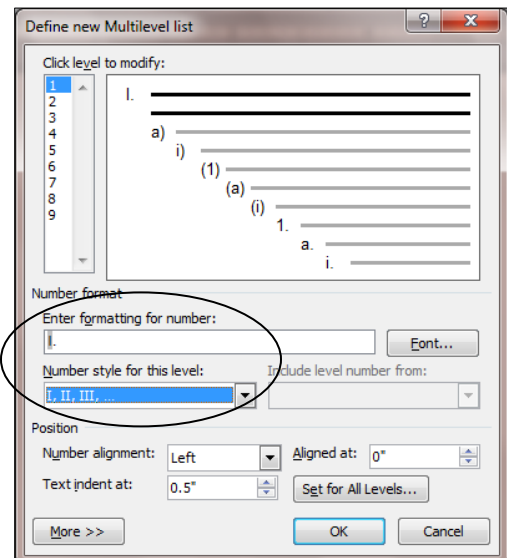 Define new Multilevel list
?
X
Click level to modify:
1
2
3
4
5
6
7
8
9
I.
a)
i)
(1)
(a)
(i)
1.
a.
i.
Number format
Enter formatting for number:
I.
Font...
Number style for this level:
Include level number from:
I, II, III, ...
Position
Number alignment:
Left
Aligned at:
0"
Text indent at:
0.5"
Set for All Levels...
More >>
OK
Cancel